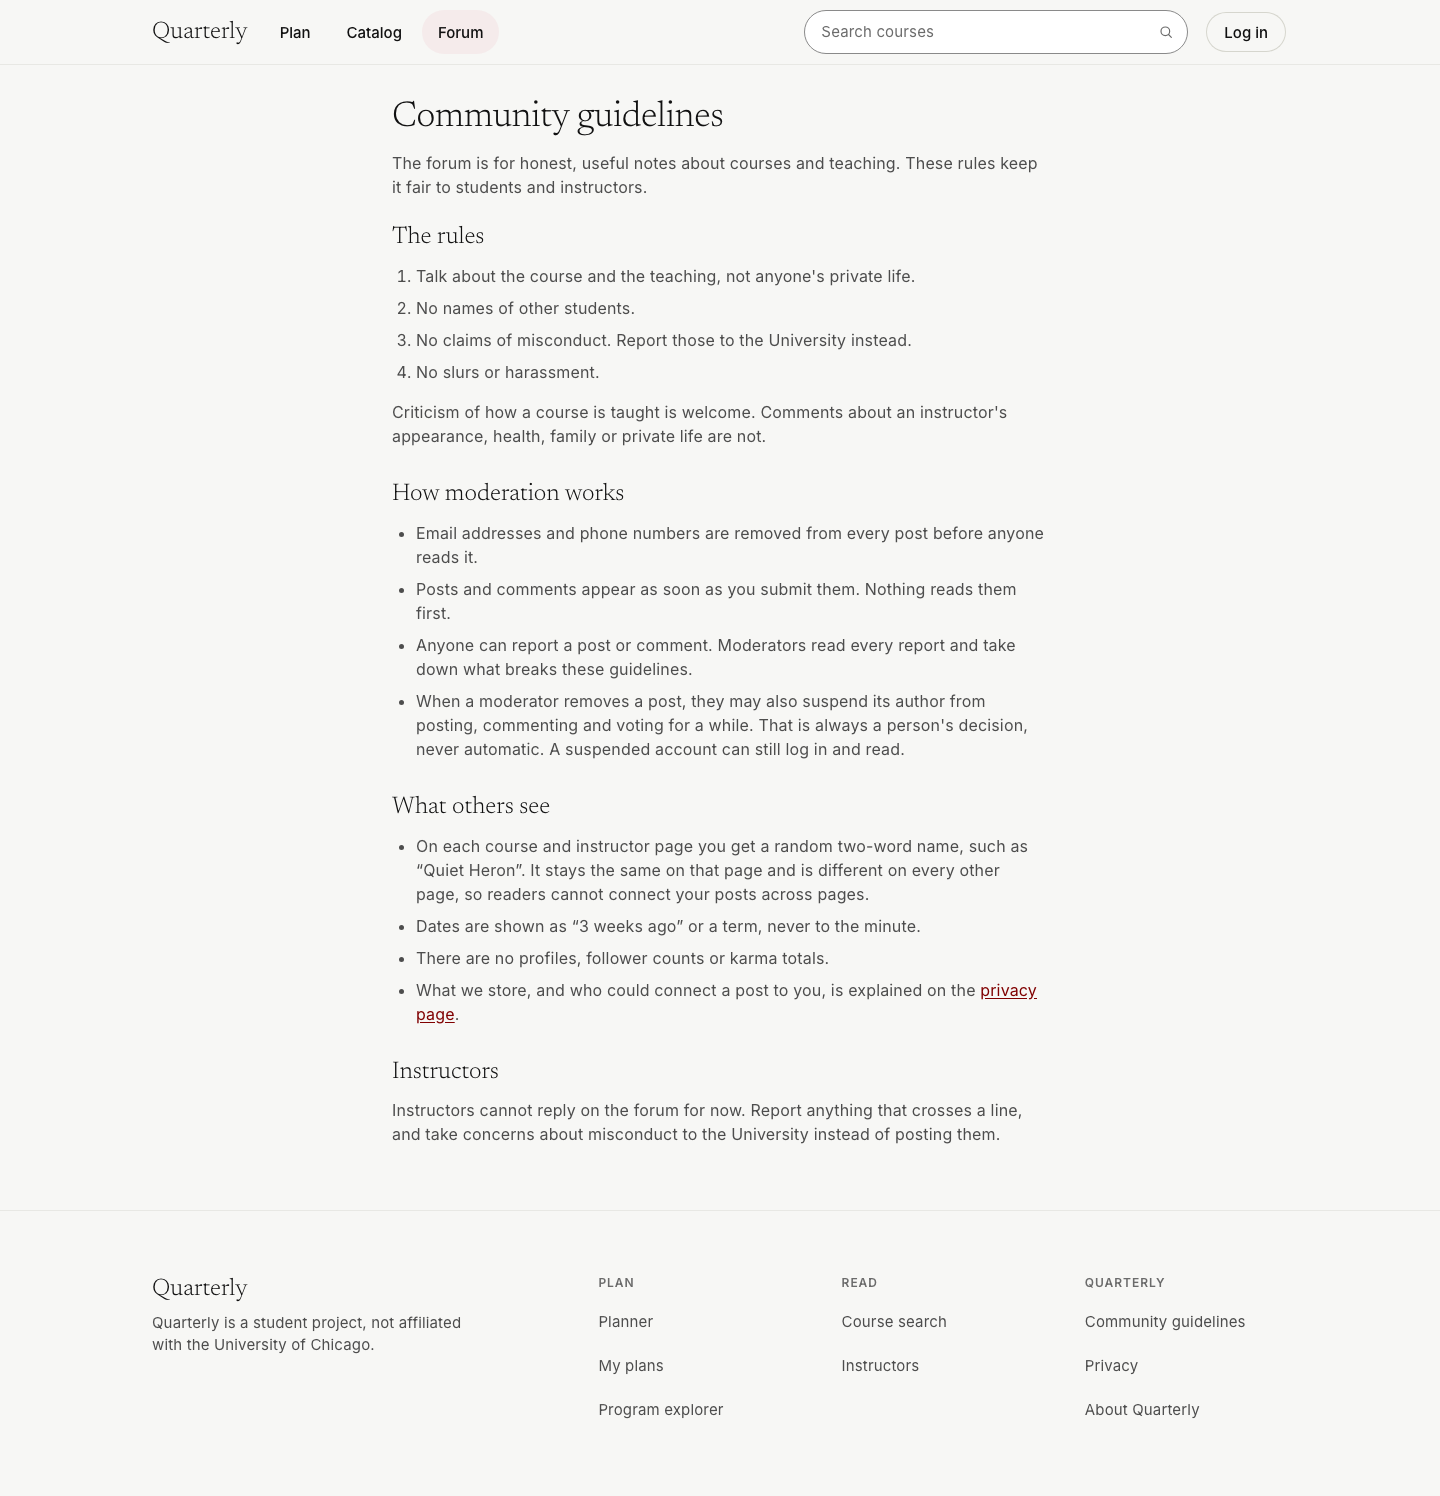 Quarterly
Plan
Catalog
Forum
Search courses
Log in
Community guidelines
The forum is for honest, useful notes about courses and teaching. These rules keep
it fair to students and instructors.
The rules
1. Talk about the course and the teaching, not anyone's private life.
2. No names of other students.
3. No claims of misconduct. Report those to the University instead.
4. No slurs or harassment.
Criticism of how a course is taught is welcome. Comments about an instructor's
appearance, health, family or private life are not.
How moderation works
• Email addresses and phone numbers are removed from every post before anyone
reads it.
• Posts and comments appear as soon as you submit them. Nothing reads them
first.
• Anyone can report a post or comment. Moderators read every report and take
down what breaks these guidelines.
• When a moderator removes a post, they may also suspend its author from
posting, commenting and voting for a while. That is always a person's decision,
never automatic. A suspended account can still log in and read.
What others see
• On each course and instructor page you get a random two-word name, such as
“Quiet Heron”. It stays the same on that page and is different on every other
page, so readers cannot connect your posts across pages.
• Dates are shown as “3 weeks ago” or a term, never to the minute.
• There are no profiles, follower counts or karma totals.
• What we store, and who could connect a post to you, is explained on the privacy
page.
Instructors
Instructors cannot reply on the forum for now. Report anything that crosses a line,
and take concerns about misconduct to the University instead of posting them.
Quarterly
Quarterly is a student project, not affiliated
with the University of Chicago.
PLAN
Planner
My plans
Program explorer
READ
Course search
Instructors
QUARTERLY
Community guidelines
Privacy
About Quarterly